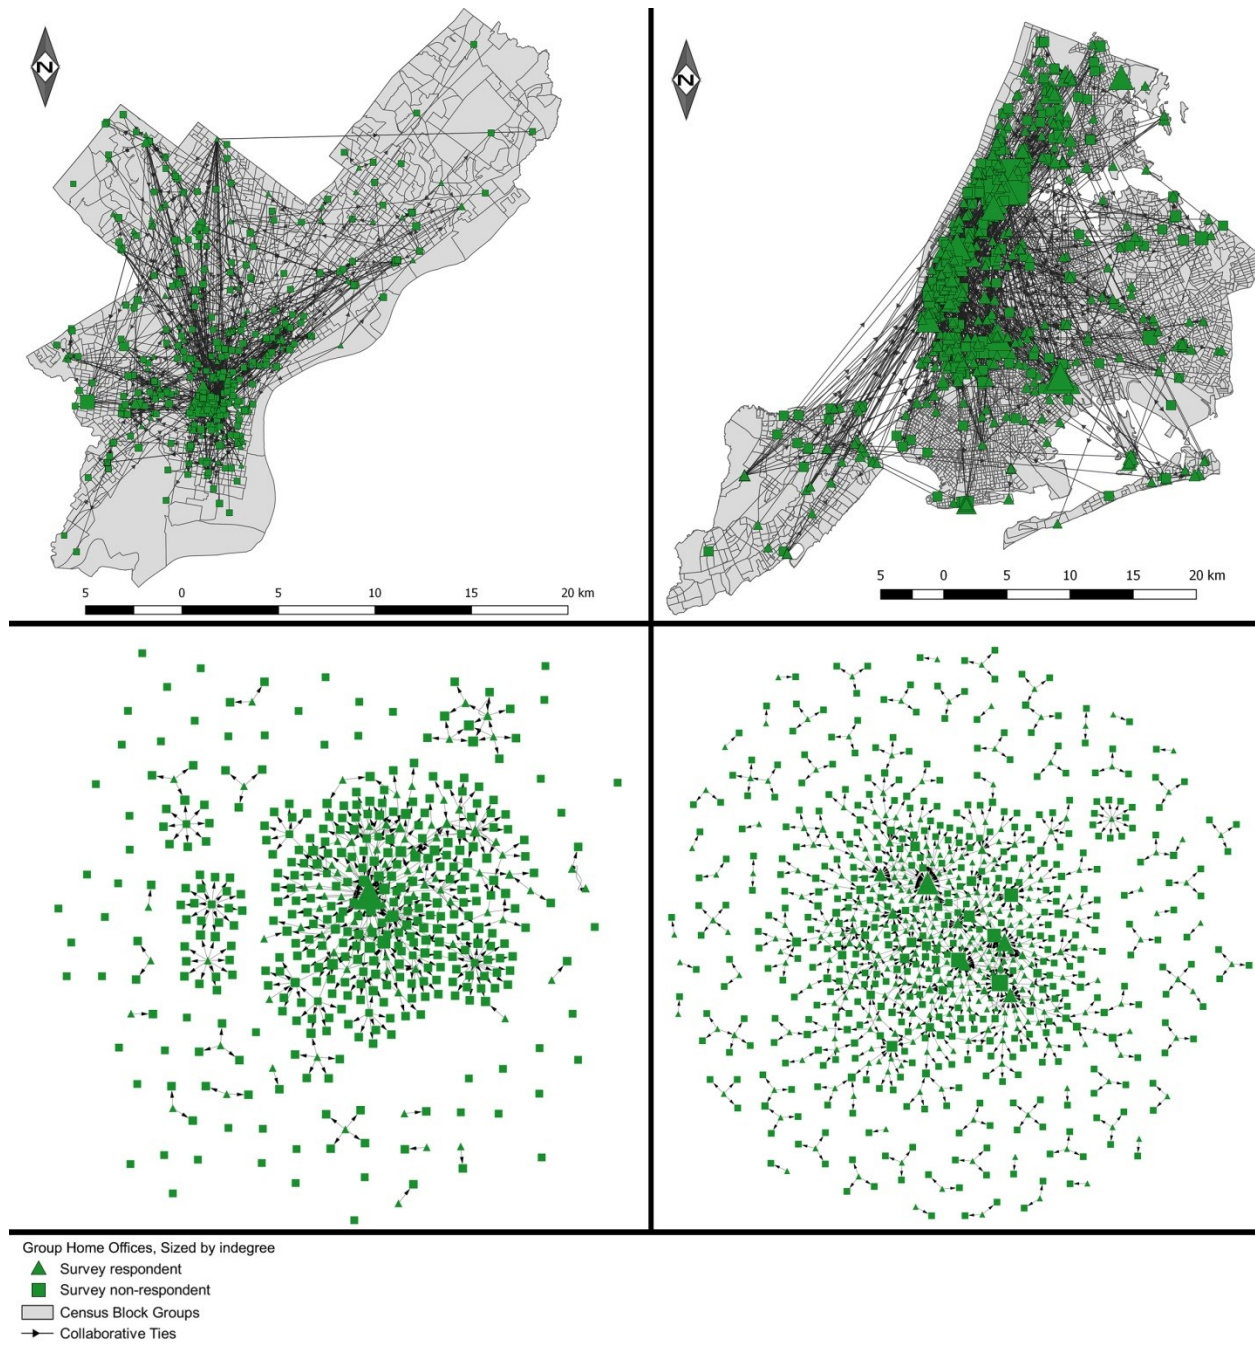 N
N
5 0 5 10 15 20 km
5 0 5 10 15 20 km
Group Home Offices, Sized by indegree
Survey respondent
Survey non-respondent
Census Block Groups
Collaborative Ties